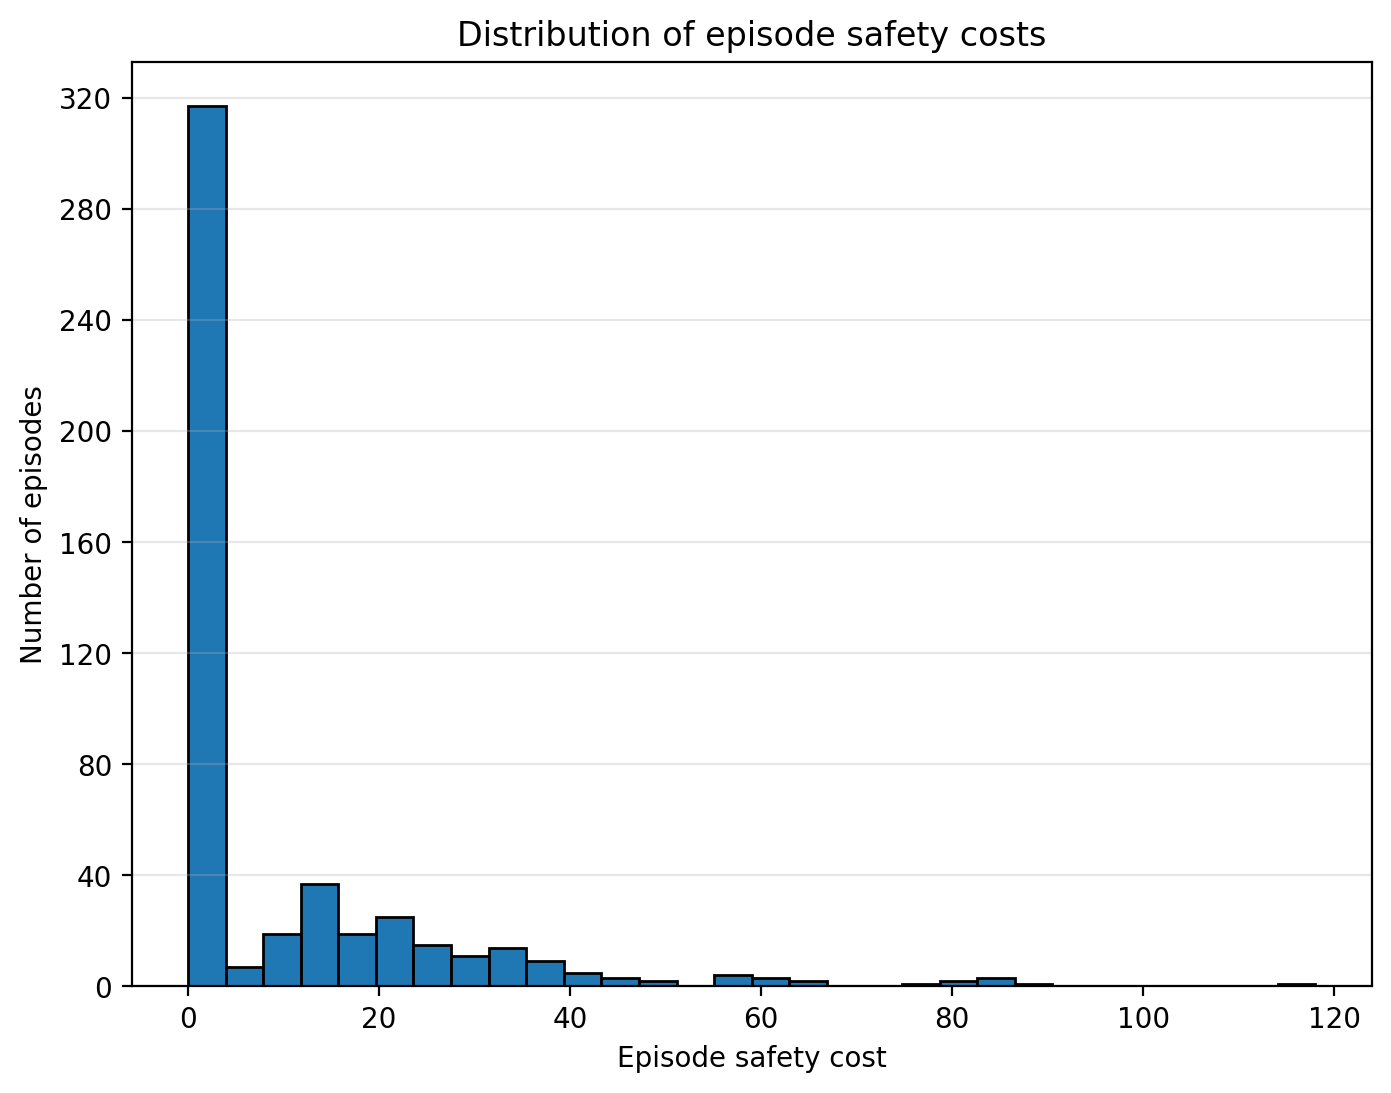 Distribution of episode safety costs
Number of episodes
320
280
240
200
160
120
80
40
0
0 20 40 60 80 100 120
Episode safety cost